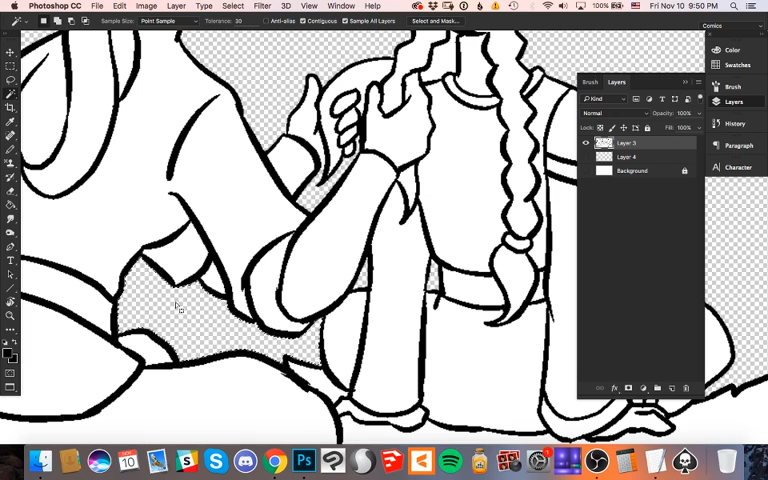 Photoshop CC File Edit Image Layer Type Select Filter 3D View Window Help 100% Fri Nov 10 9:50 PM
Sample Size: Point Sample Tolerance: 30 Anti-alias Contiguous Sample All Layers Select and Mask...
Comics
Brush Layers
Kind
Normal Opacity: 100%
Lock: Fill: 100%
Layer 3
Layer 4
Background
fx
Color
Swatches
Brush
Layers
History
Paragraph
Character
NOV
10
Ps